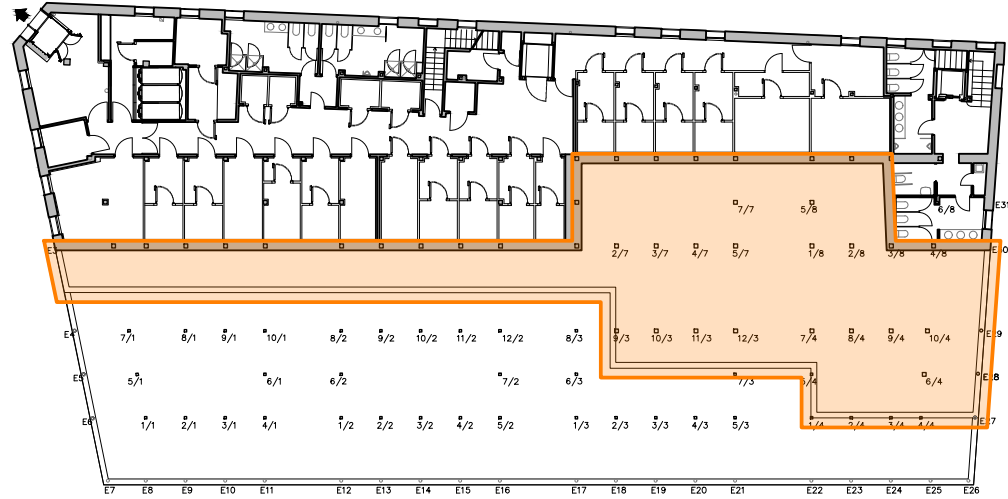 E31
6/8
7/7 5/8
E3 E30
2/7 3/7 4/7 5/7 1/8 2/8 3/8 4/8
E4 7/1 8/1 9/1 10/1 8/2 9/2 10/2 11/2 12/2 8/3 9/3 10/3 11/3 12/3 7/4 8/4 9/4 10/4 E29
E5 5/1 6/1 6/2 7/2 6/3 7/3 5/4 6/4 E28
E6 1/1 2/1 3/1 4/1 1/2 2/2 3/2 4/2 5/2 1/3 2/3 3/3 4/3 5/3 1/4 2/4 3/4 4/4 E27
E7 E8 E9 E10 E11 E12 E13 E14 E15 E16 E17 E18 E19 E20 E21 E22 E23 E24 E25 E26